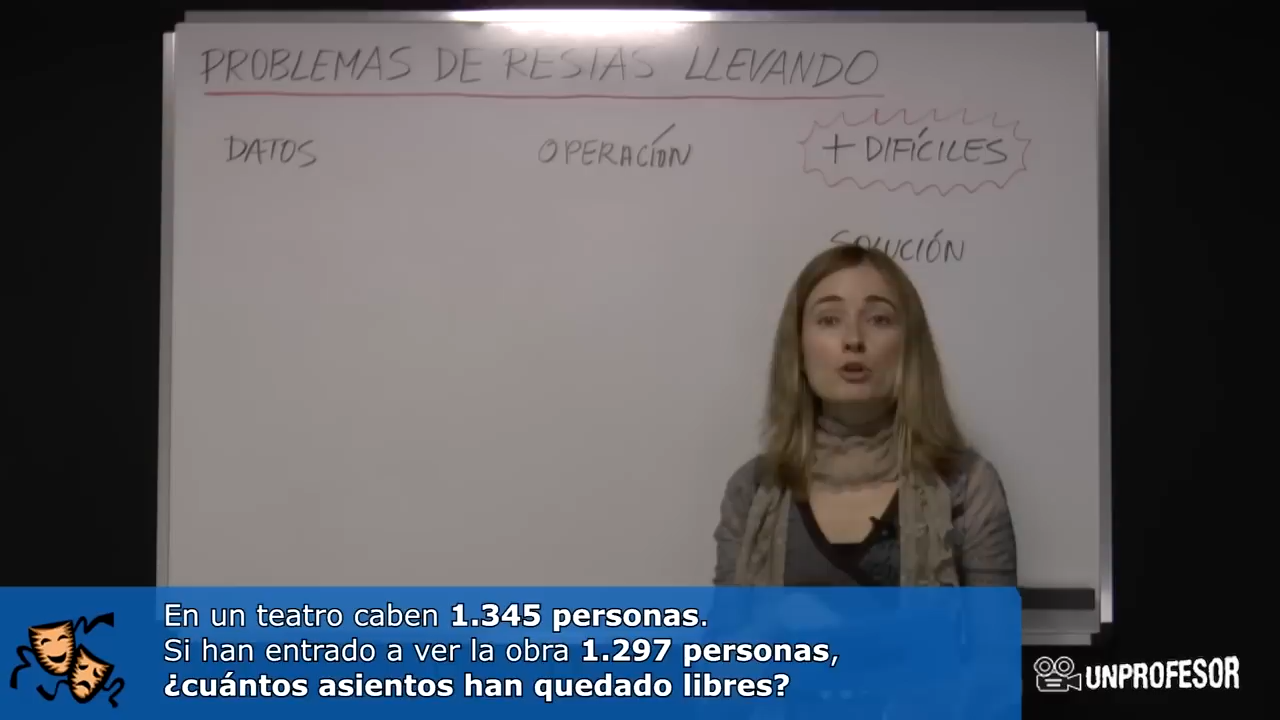 PROBLEMAS DE RESTAS LLEVANDO
DATOS
OPERACÍON
+ DIFÍCILES
SOLUCIÓN
En un teatro caben 1.345 personas.
Si han entrado a ver la obra 1.297 personas,
¿cuántos asientos han quedado libres?
UNPROFESOR